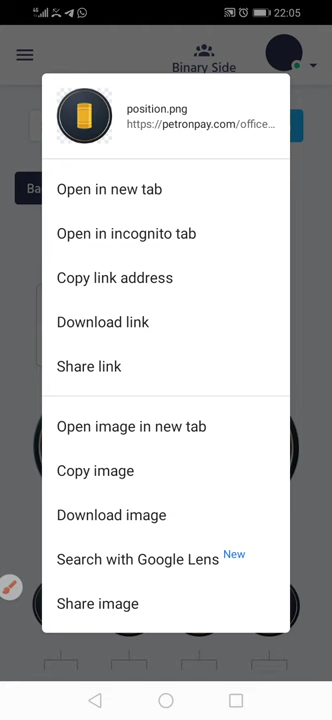 22:05
Binary Side
position.png
https://petronpay.com/office...
Ba
Open in new tab
Open in incognito tab
Copy link address
Download link
Share link
Open image in new tab
Copy image
Download image
Search with Google Lens New
Share image